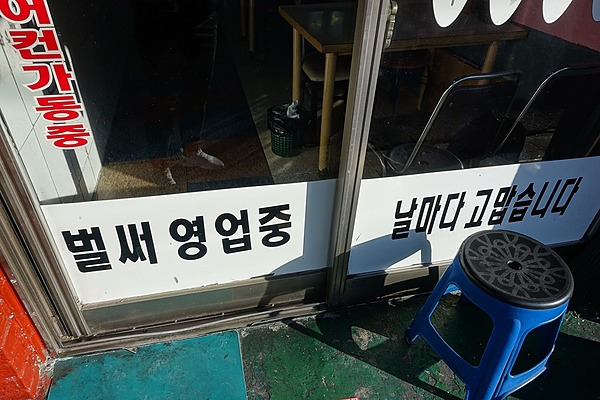 어컨가동중
벌써 영업중
날마다 고맙습니다